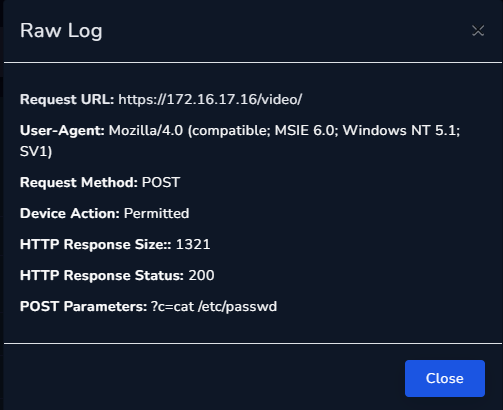 Raw Log
Request URL: https://172.16.17.16/video/
User-Agent: Mozilla/4.0 (compatible; MSIE 6.0; Windows NT 5.1;
SV1)
Request Method: POST
Device Action: Permitted
HTTP Response Size:: 1321
HTTP Response Status: 200
POST Parameters: ?c=cat /etc/passwd
Close